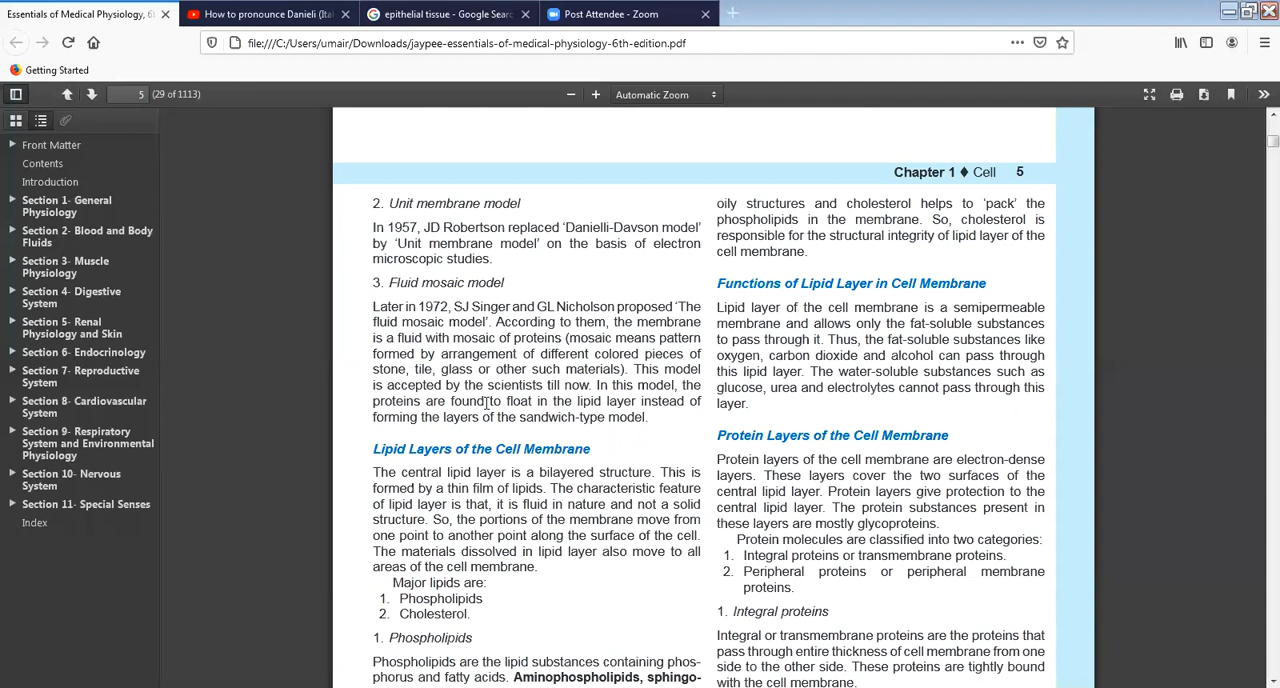 Essentials of Medical Physiology, 6t
How to pronounce Danieli (Ital
epithelial tissue - Google Searc
Post Attendee - Zoom
file:///C:/Users/umair/Downloads/jaypee-essentials-of-medical-physiology-6th-edition.pdf
Getting Started
5 (29 of 1113)
Automatic Zoom
Front Matter
Contents
Introduction
Section 1- General
Physiology
Section 2- Blood and Body
Fluids
Section 3- Muscle
Physiology
Section 4- Digestive
System
Section 5- Renal
Physiology and Skin
Section 6- Endocrinology
Section 7- Reproductive
System
Section 8- Cardiovascular
System
Section 9- Respiratory
System and Environmental
Physiology
Section 10- Nervous
System
Section 11- Special Senses
Index
Chapter 1 ♦ Cell 5
2. Unit membrane model
In 1957, JD Robertson replaced ‘Danielli-Davson model’
by ‘Unit membrane model’ on the basis of electron
microscopic studies.
3. Fluid mosaic model
Later in 1972, SJ Singer and GL Nicholson proposed ‘The
fluid mosaic model’. According to them, the membrane
is a fluid with mosaic of proteins (mosaic means pattern
formed by arrangement of different colored pieces of
stone, tile, glass or other such materials). This model
is accepted by the scientists till now. In this model, the
proteins are found to float in the lipid layer instead of
forming the layers of the sandwich-type model.
Lipid Layers of the Cell Membrane
The central lipid layer is a bilayered structure. This is
formed by a thin film of lipids. The characteristic feature
of lipid layer is that, it is fluid in nature and not a solid
structure. So, the portions of the membrane move from
one point to another point along the surface of the cell.
The materials dissolved in lipid layer also move to all
areas of the cell membrane.
Major lipids are:
1. Phospholipids
2. Cholesterol.
1. Phospholipids
Phospholipids are the lipid substances containing phos-
phorus and fatty acids. Aminophospholipids, sphingo-
oily structures and cholesterol helps to ‘pack’ the
phospholipids in the membrane. So, cholesterol is
responsible for the structural integrity of lipid layer of the
cell membrane.
Functions of Lipid Layer in Cell Membrane
Lipid layer of the cell membrane is a semipermeable
membrane and allows only the fat-soluble substances
to pass through it. Thus, the fat-soluble substances like
oxygen, carbon dioxide and alcohol can pass through
this lipid layer. The water-soluble substances such as
glucose, urea and electrolytes cannot pass through this
layer.
Protein Layers of the Cell Membrane
Protein layers of the cell membrane are electron-dense
layers. These layers cover the two surfaces of the
central lipid layer. Protein layers give protection to the
central lipid layer. The protein substances present in
these layers are mostly glycoproteins.
Protein molecules are classified into two categories:
1. Integral proteins or transmembrane proteins.
2. Peripheral proteins or peripheral membrane
proteins.
1. Integral proteins
Integral or transmembrane proteins are the proteins that
pass through entire thickness of cell membrane from one
side to the other side. These proteins are tightly bound
with the cell membrane.